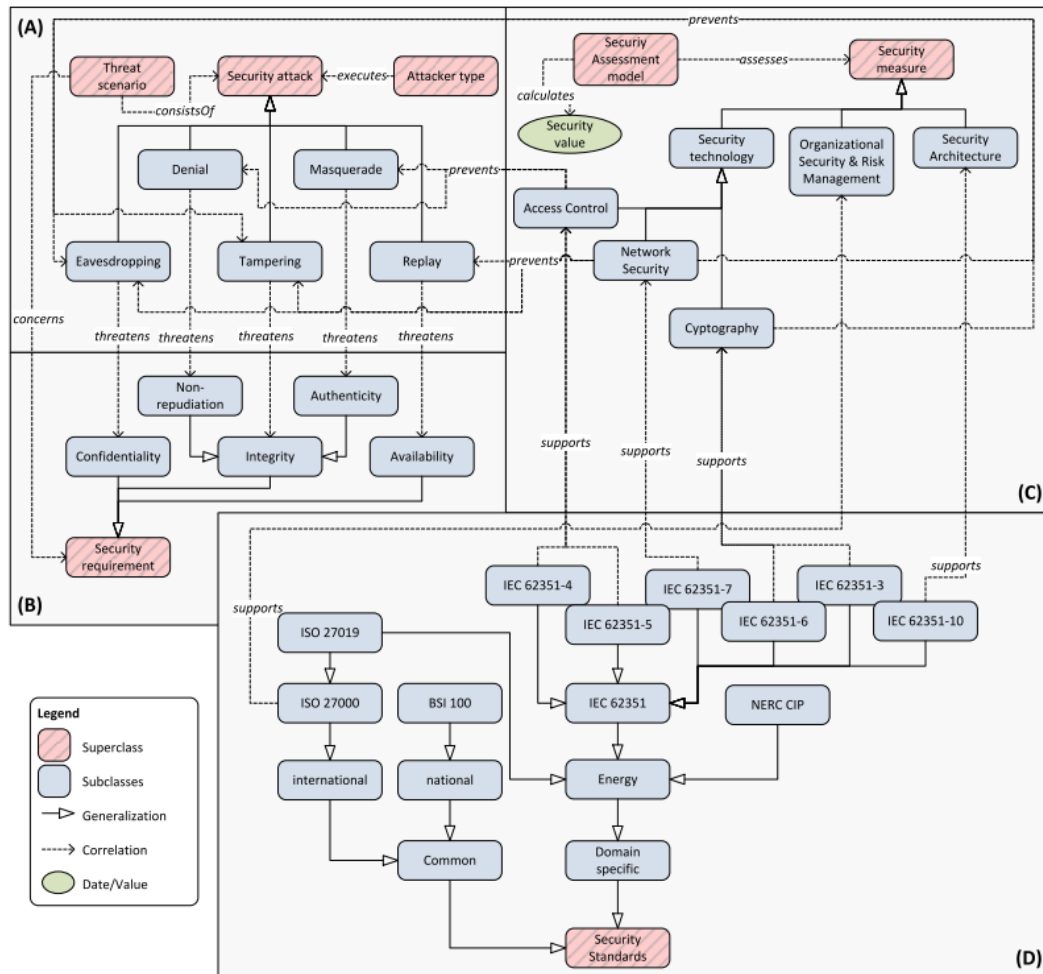 (A)
prevents
Threat
scenario
Security attack
executes
Attacker type
consistsOf
Securiy
Assessment
model
assesses
Security
measure
calculates
Security
value
Denial
Masquerade
prevents
Security
technology
Organizational
Security & Risk
Management
Security
Architecture
Access Control
Eavesdropping
Tampering
Replay
prevents
Network
Security
concerns
threatens
threatens
threatens
threatens
threatens
Cyptography
Non-
repudiation
Authenticity
Confidentiality
Integrity
Availability
supports
supports
supports
(C)
Security
requirement
(B)
supports
IEC 62351-4
IEC 62351-7
IEC 62351-3
supports
ISO 27019
IEC 62351-5
IEC 62351-6
IEC 62351-10
ISO 27000
BSI 100
IEC 62351
NERC CIP
international
national
Energy
Common
Domain
specific
Security
Standards
(D)
Legend
Superclass
Subclasses
Generalization
Correlation
Date/Value